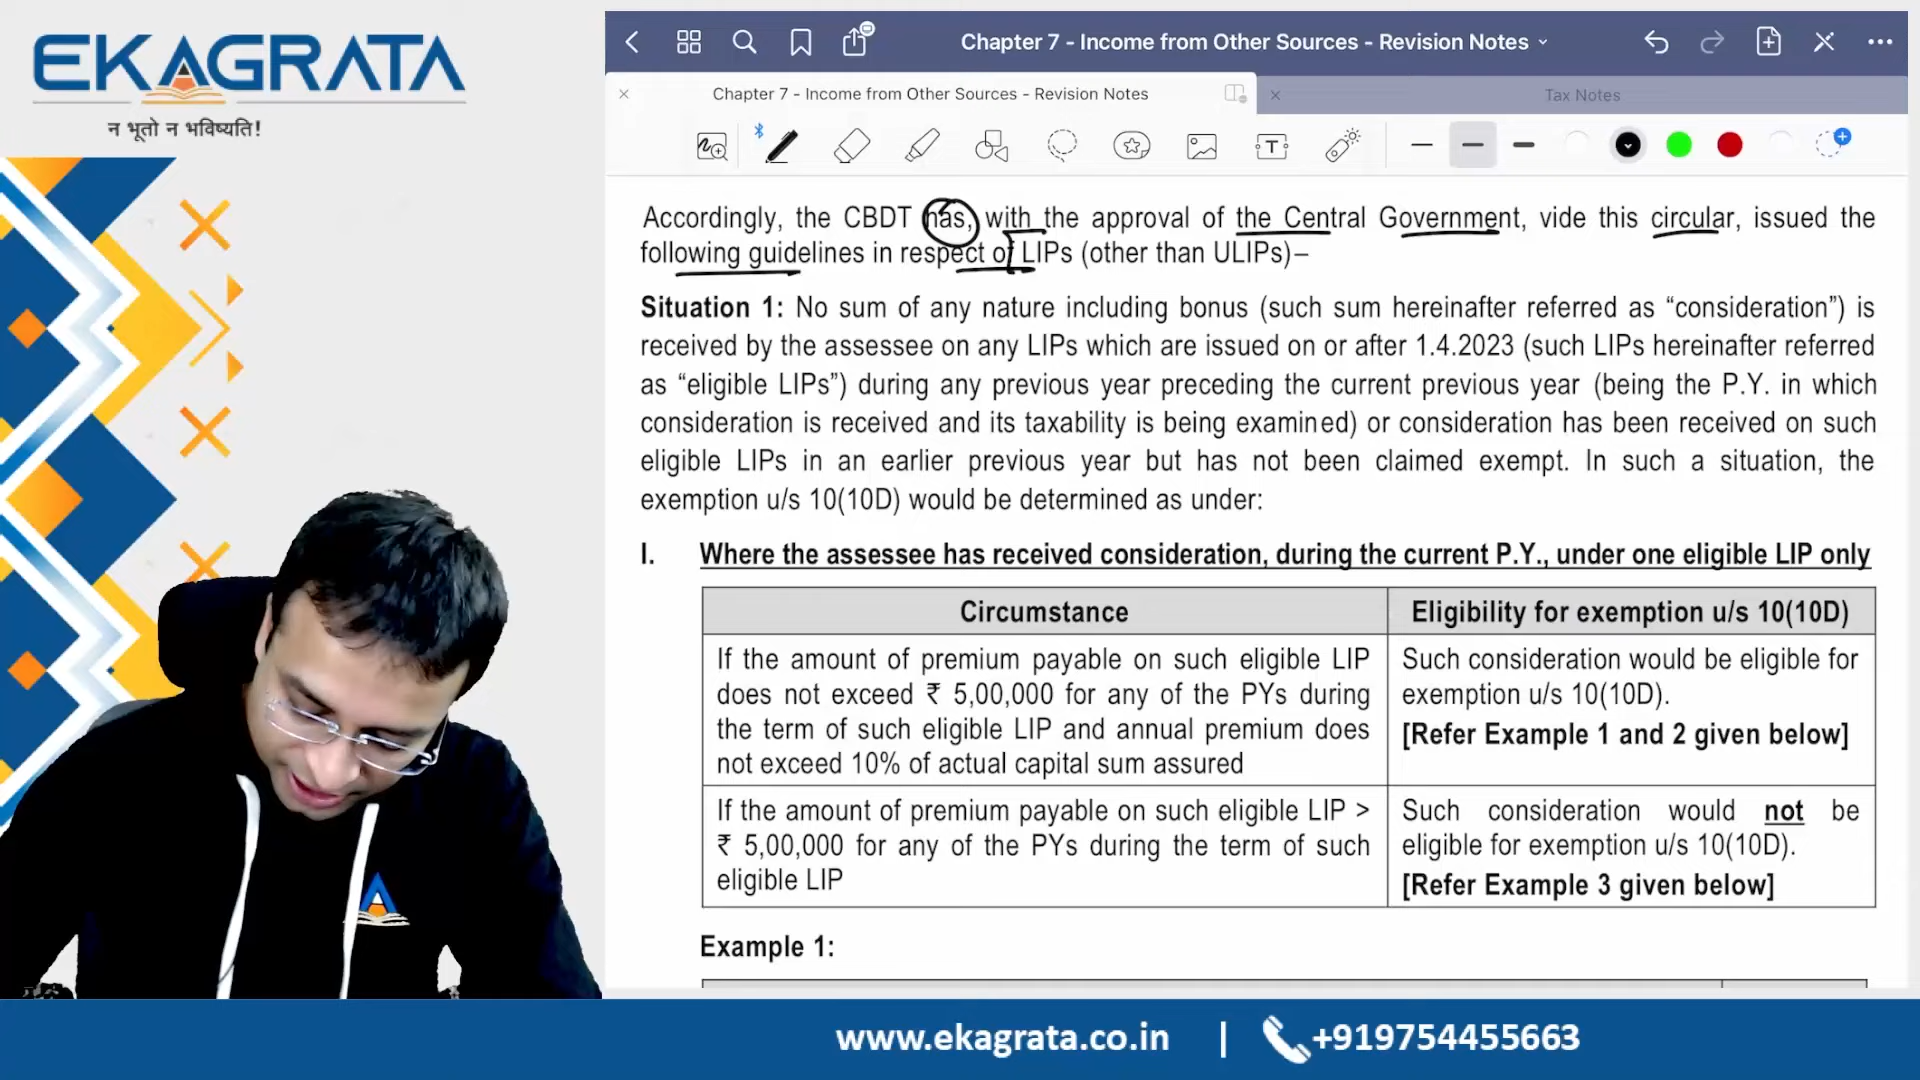 EKAGRATA
न भूतो न भविष्यति!
Chapter 7 - Income from Other Sources - Revision Notes
Chapter 7 - Income from Other Sources - Revision Notes
Tax Notes
Accordingly, the CBDT has, with the approval of the Central Government, vide this circular, issued the
following guidelines in respect of LIPs (other than ULIPs)–
Situation 1: No sum of any nature including bonus (such sum hereinafter referred as “consideration”) is
received by the assessee on any LIPs which are issued on or after 1.4.2023 (such LIPs hereinafter referred
as “eligible LIPs”) during any previous year preceding the current previous year (being the P.Y. in which
consideration is received and its taxability is being examined) or consideration has been received on such
eligible LIPs in an earlier previous year but has not been claimed exempt. In such a situation, the
exemption u/s 10(10D) would be determined as under:
I. Where the assessee has received consideration, during the current P.Y., under one eligible LIP only
Circumstance
Eligibility for exemption u/s 10(10D)
If the amount of premium payable on such eligible LIP
does not exceed ₹ 5,00,000 for any of the PYs during
the term of such eligible LIP and annual premium does
not exceed 10% of actual capital sum assured
Such consideration would be eligible for
exemption u/s 10(10D).
[Refer Example 1 and 2 given below]
If the amount of premium payable on such eligible LIP >
₹ 5,00,000 for any of the PYs during the term of such
eligible LIP
Such consideration would not be
eligible for exemption u/s 10(10D).
[Refer Example 3 given below]
Example 1:
www.ekagrata.co.in | +919754455663